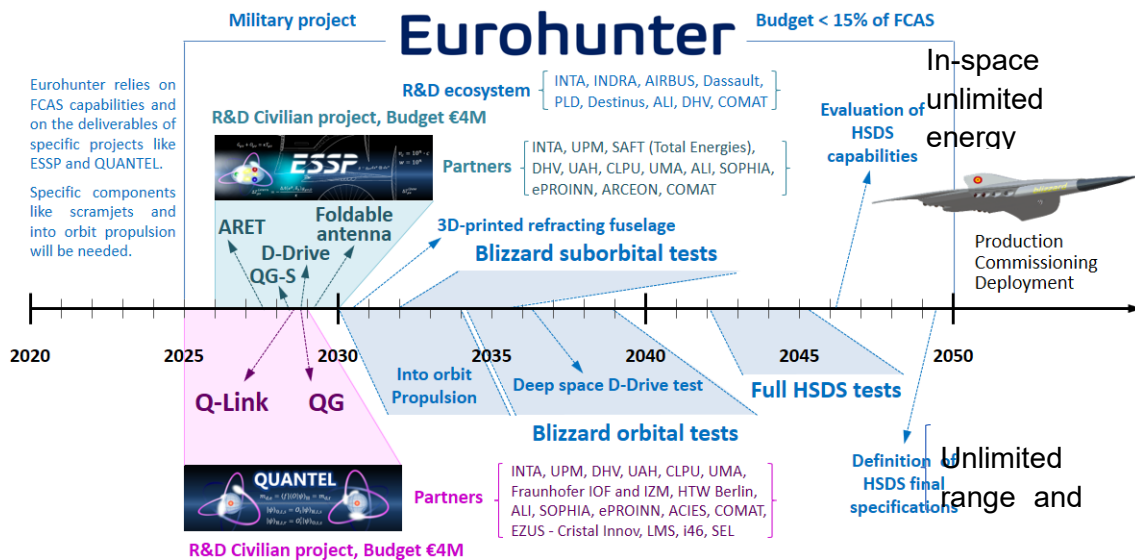 Military project
Eurohunter
Budget < 15% of FCAS
Eurohunter relies on
FCAS capabilities and
on the deliverables of
specific projects like
ESSP and QUANTEL.
Specific components
like scramjets and
into orbit propulsion
will be needed.
R&D ecosystem
INTA, INDRA, AIRBUS, Dassault,
PLD, Destinus, ALI, DHV, COMAT
R&D Civilian project, Budget €4M
ESSP
Partners
INTA, UPM, SAFT (Total Energies),
DHV, UAH, CLPU, UMA, ALI, SOPHIA,
ePROINN, ARCEON, COMAT
Evaluation of
HSDS
capabilities
In-space
unlimited
energy
Production
Commissioning
Deployment
ARET
D-Drive
QG-S
Foldable
antenna
3D-printed refracting fuselage
Blizzard suborbital tests
2020
2025
2030
2035
2040
2045
2050
Q-Link
QG
Into orbit
Propulsion
Deep space D-Drive test
Blizzard orbital tests
Full HSDS tests
Definition of
HSDS final
specifications
Unlimited
range and
QUANTEL
Partners
INTA, UPM, DHV, UAH, CLPU, UMA,
Fraunhofer IOF and IZM, HTW Berlin,
ALI, SOPHIA, ePROINN, ACIES, COMAT,
EZUS - Cristal Innov, LMS, i46, SEL
R&D Civilian project, Budget €4M